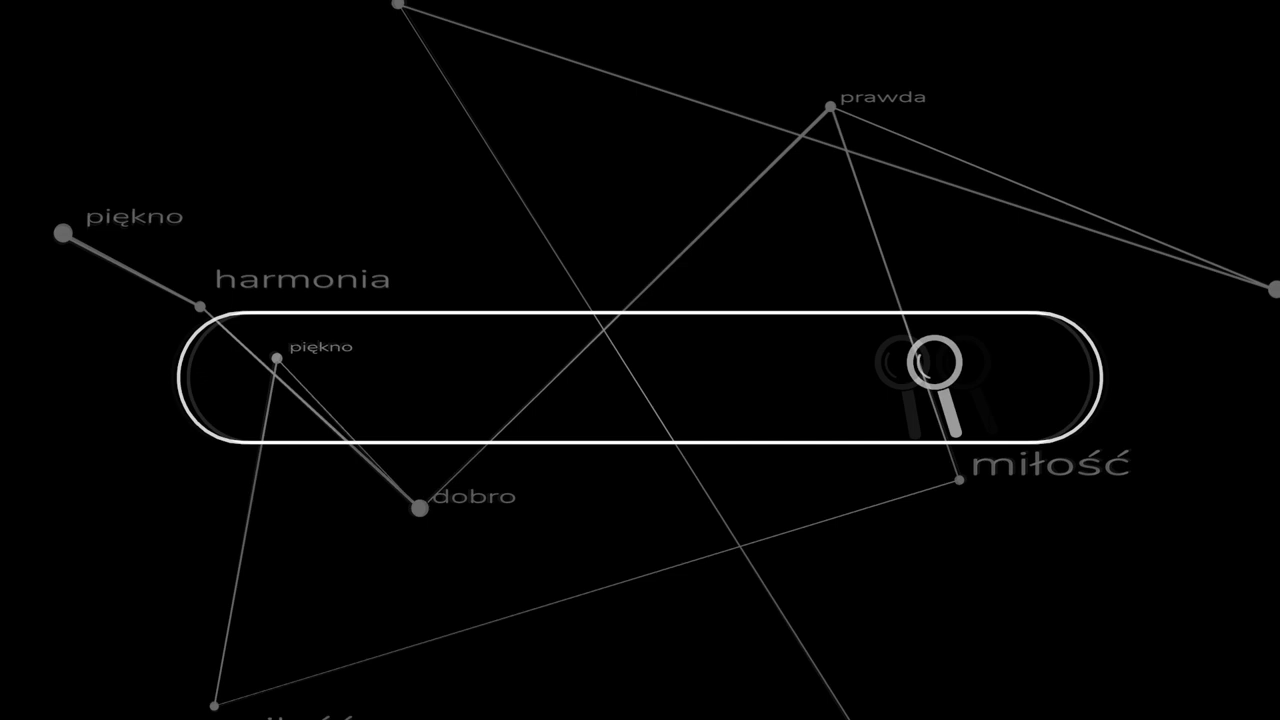 prawda
piękno
harmonia
piękno
miłość
dobro